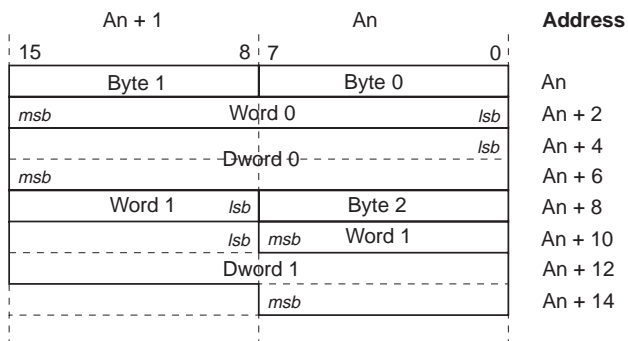 An + 1 An Address
15 8 7 0
Byte 1 Byte 0 An
msb Word 0 lsb An + 2
lsb An + 4
Dword 0
msb An + 6
Word 1 lsb Byte 2 An + 8
lsb msb Word 1 An + 10
Dword 1 An + 12
msb An + 14